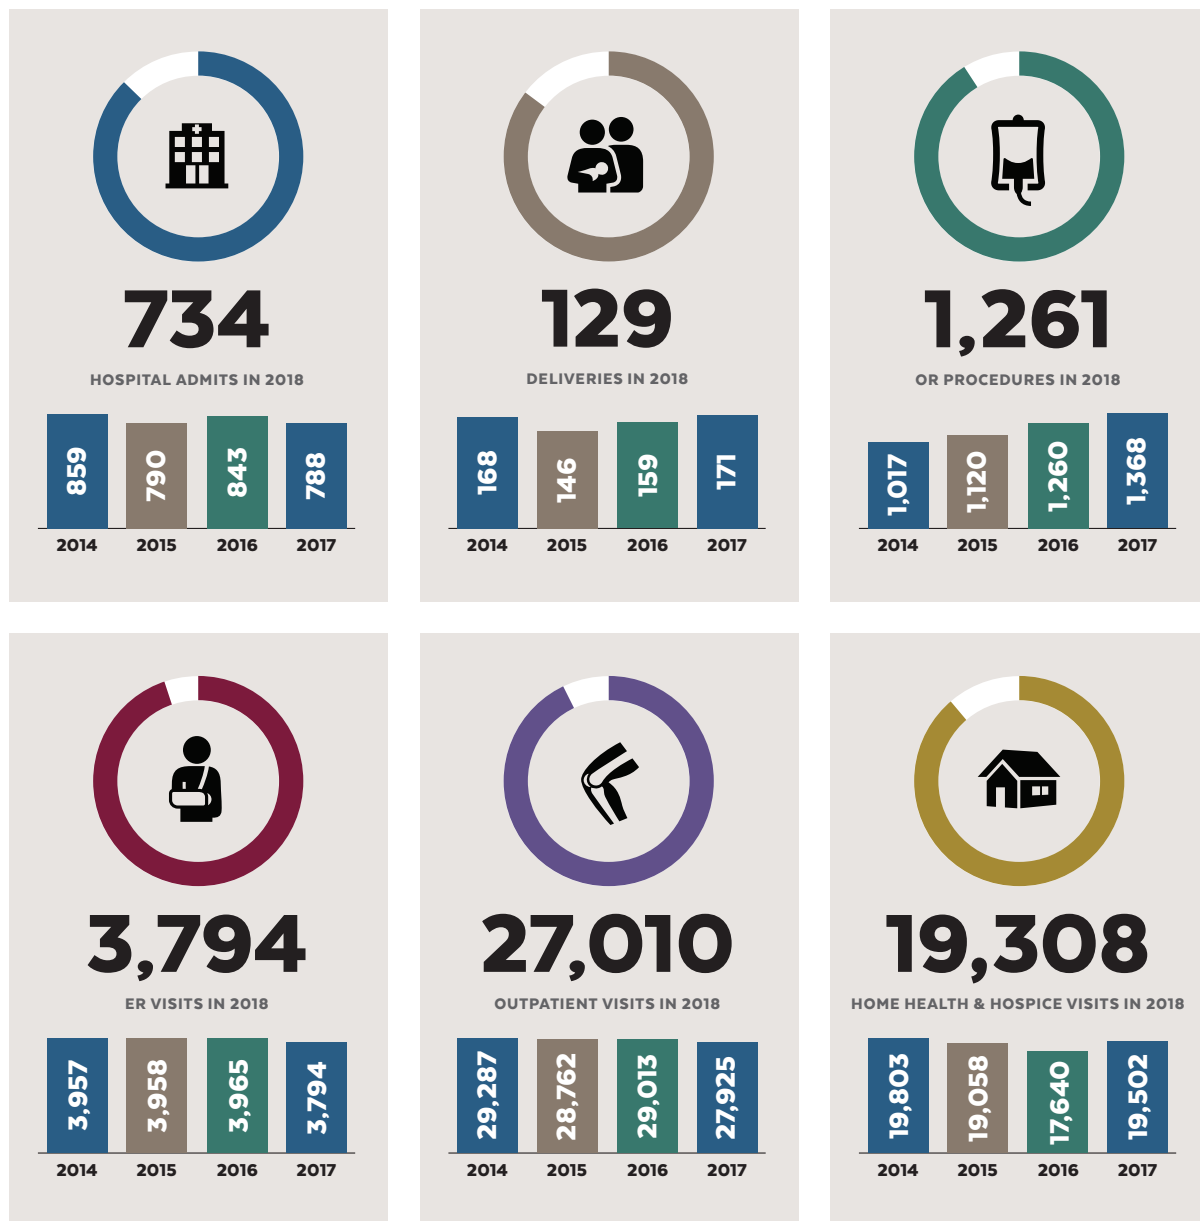 734
HOSPITAL ADMITS IN 2018
859
790
843
788
2014 2015 2016 2017
129
DELIVERIES IN 2018
168
146
159
171
2014 2015 2016 2017
1,261
OR PROCEDURES IN 2018
1,017
1,120
1,260
1,368
2014 2015 2016 2017
3,794
ER VISITS IN 2018
3,957
3,958
3,965
3,794
2014 2015 2016 2017
27,010
OUTPATIENT VISITS IN 2018
29,287
28,762
29,013
27,925
2014 2015 2016 2017
19,308
HOME HEALTH & HOSPICE VISITS IN 2018
19,803
19,058
17,640
19,502
2014 2015 2016 2017